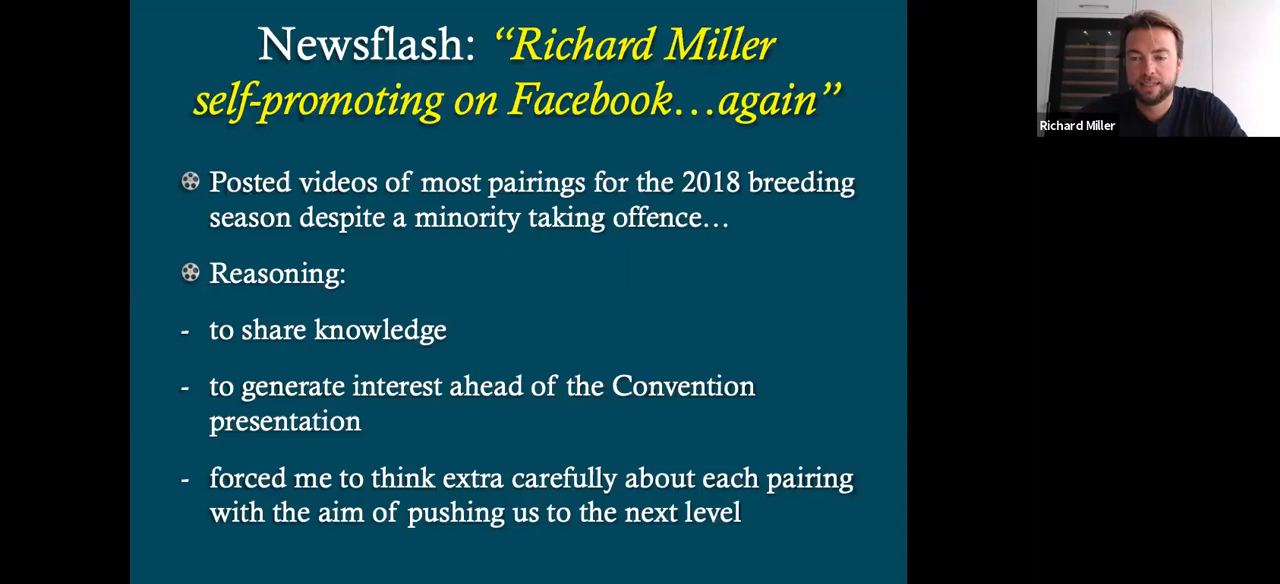 Newsflash: “Richard Miller
self-promoting on Facebook…again”
Posted videos of most pairings for the 2018 breeding
season despite a minority taking offence…
Reasoning:
- to share knowledge
- to generate interest ahead of the Convention
presentation
- forced me to think extra carefully about each pairing
with the aim of pushing us to the next level
Richard Miller